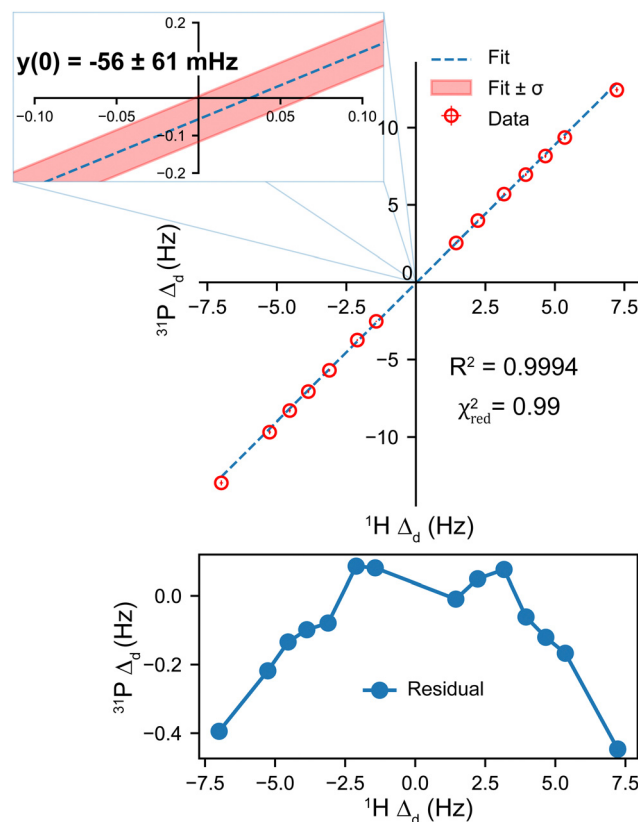 0.2
y(0) = -56 ± 61 mHz
−0.10 −0.05 0.05 0.10
−0.1
−0.2
Fit
Fit ± σ
Data
10
5
0
³¹P Δd (Hz)
−7.5 −5.0 −2.5 2.5 5.0 7.5
−5
−10
R² = 0.9994
χ²red = 0.99
¹H Δd (Hz)
0.0
−0.2
−0.4
³¹P Δd (Hz)
Residual
−7.5 −5.0 −2.5 0.0 2.5 5.0 7.5
¹H Δd (Hz)